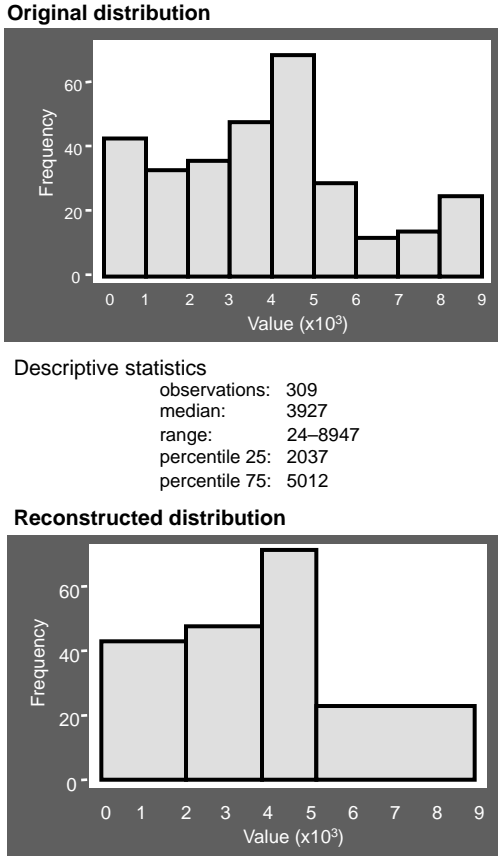 Original distribution
Frequency
60
40
20
0
0 1 2 3 4 5 6 7 8 9
Value (x10³)
Descriptive statistics
observations: 309
median: 3927
range: 24–8947
percentile 25: 2037
percentile 75: 5012
Reconstructed distribution
Frequency
60
40
20
0
0 1 2 3 4 5 6 7 8 9
Value (x10³)